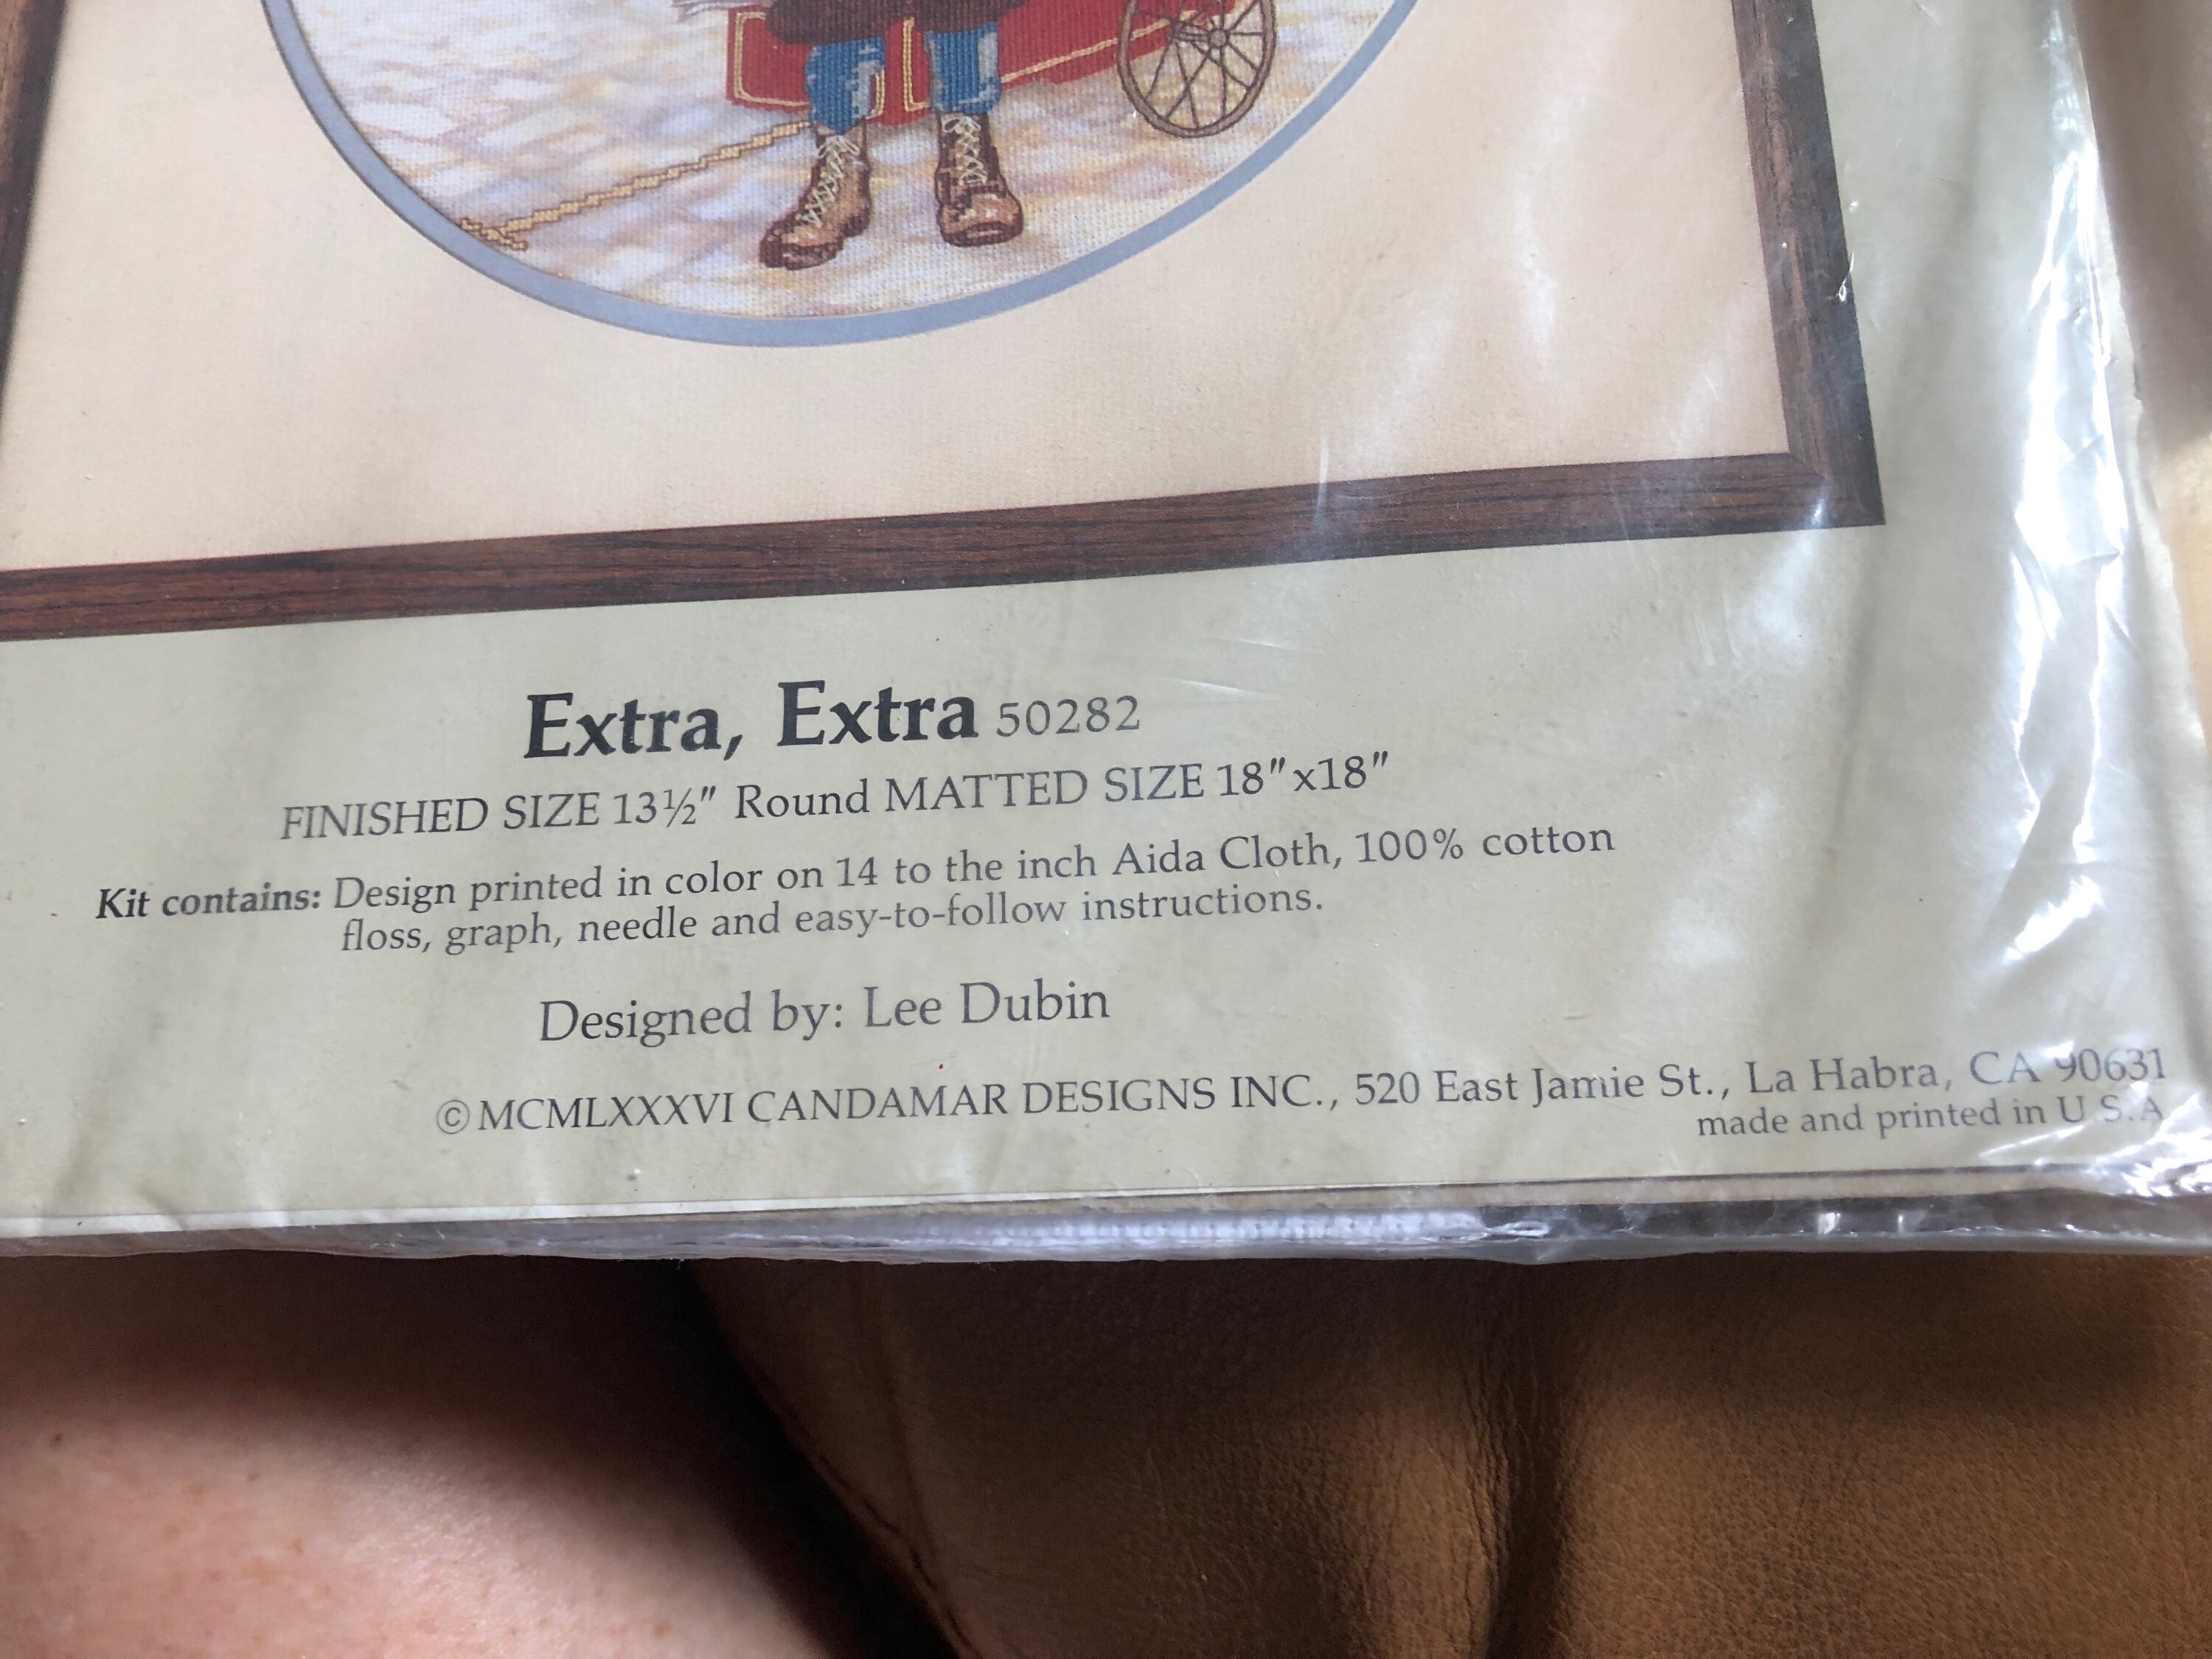 Extra, Extra 50282
FINISHED SIZE 13½" Round MATTED SIZE 18"x18"
Kit contains: Design printed in color on 14 to the inch Aida Cloth, 100% cotton
floss, graph, needle and easy-to-follow instructions.
Designed by: Lee Dubin
©MCMLXXXVI CANDAMAR DESIGNS INC., 520 East Jamie St., La Habra, CA 90631
made and printed in U.S.A.